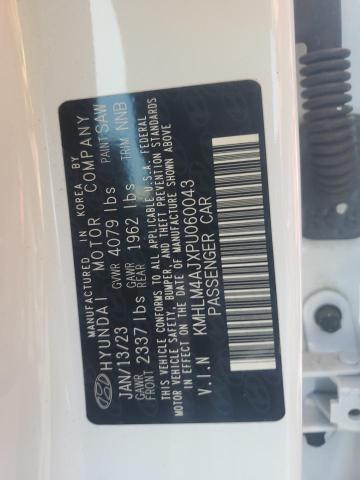 MANUFACTURED IN KOREA BY
HYUNDAI MOTOR COMPANY
JAN/13/23 GVWR 4079 lbs PAINT SAW
GAWR FRONT 2337 lbs GAWR REAR 1962 lbs TRIM NNB
THIS VEHICLE CONFORMS TO ALL APPLICABLE U.S.A. FEDERAL
MOTOR VEHICLE SAFETY, BUMPER, AND THEFT PREVENTION STANDARDS
IN EFFECT ON THE DATE OF MANUFACTURE SHOWN ABOVE
V.I.N KMHLM4AJXPU060043
PASSENGER CAR